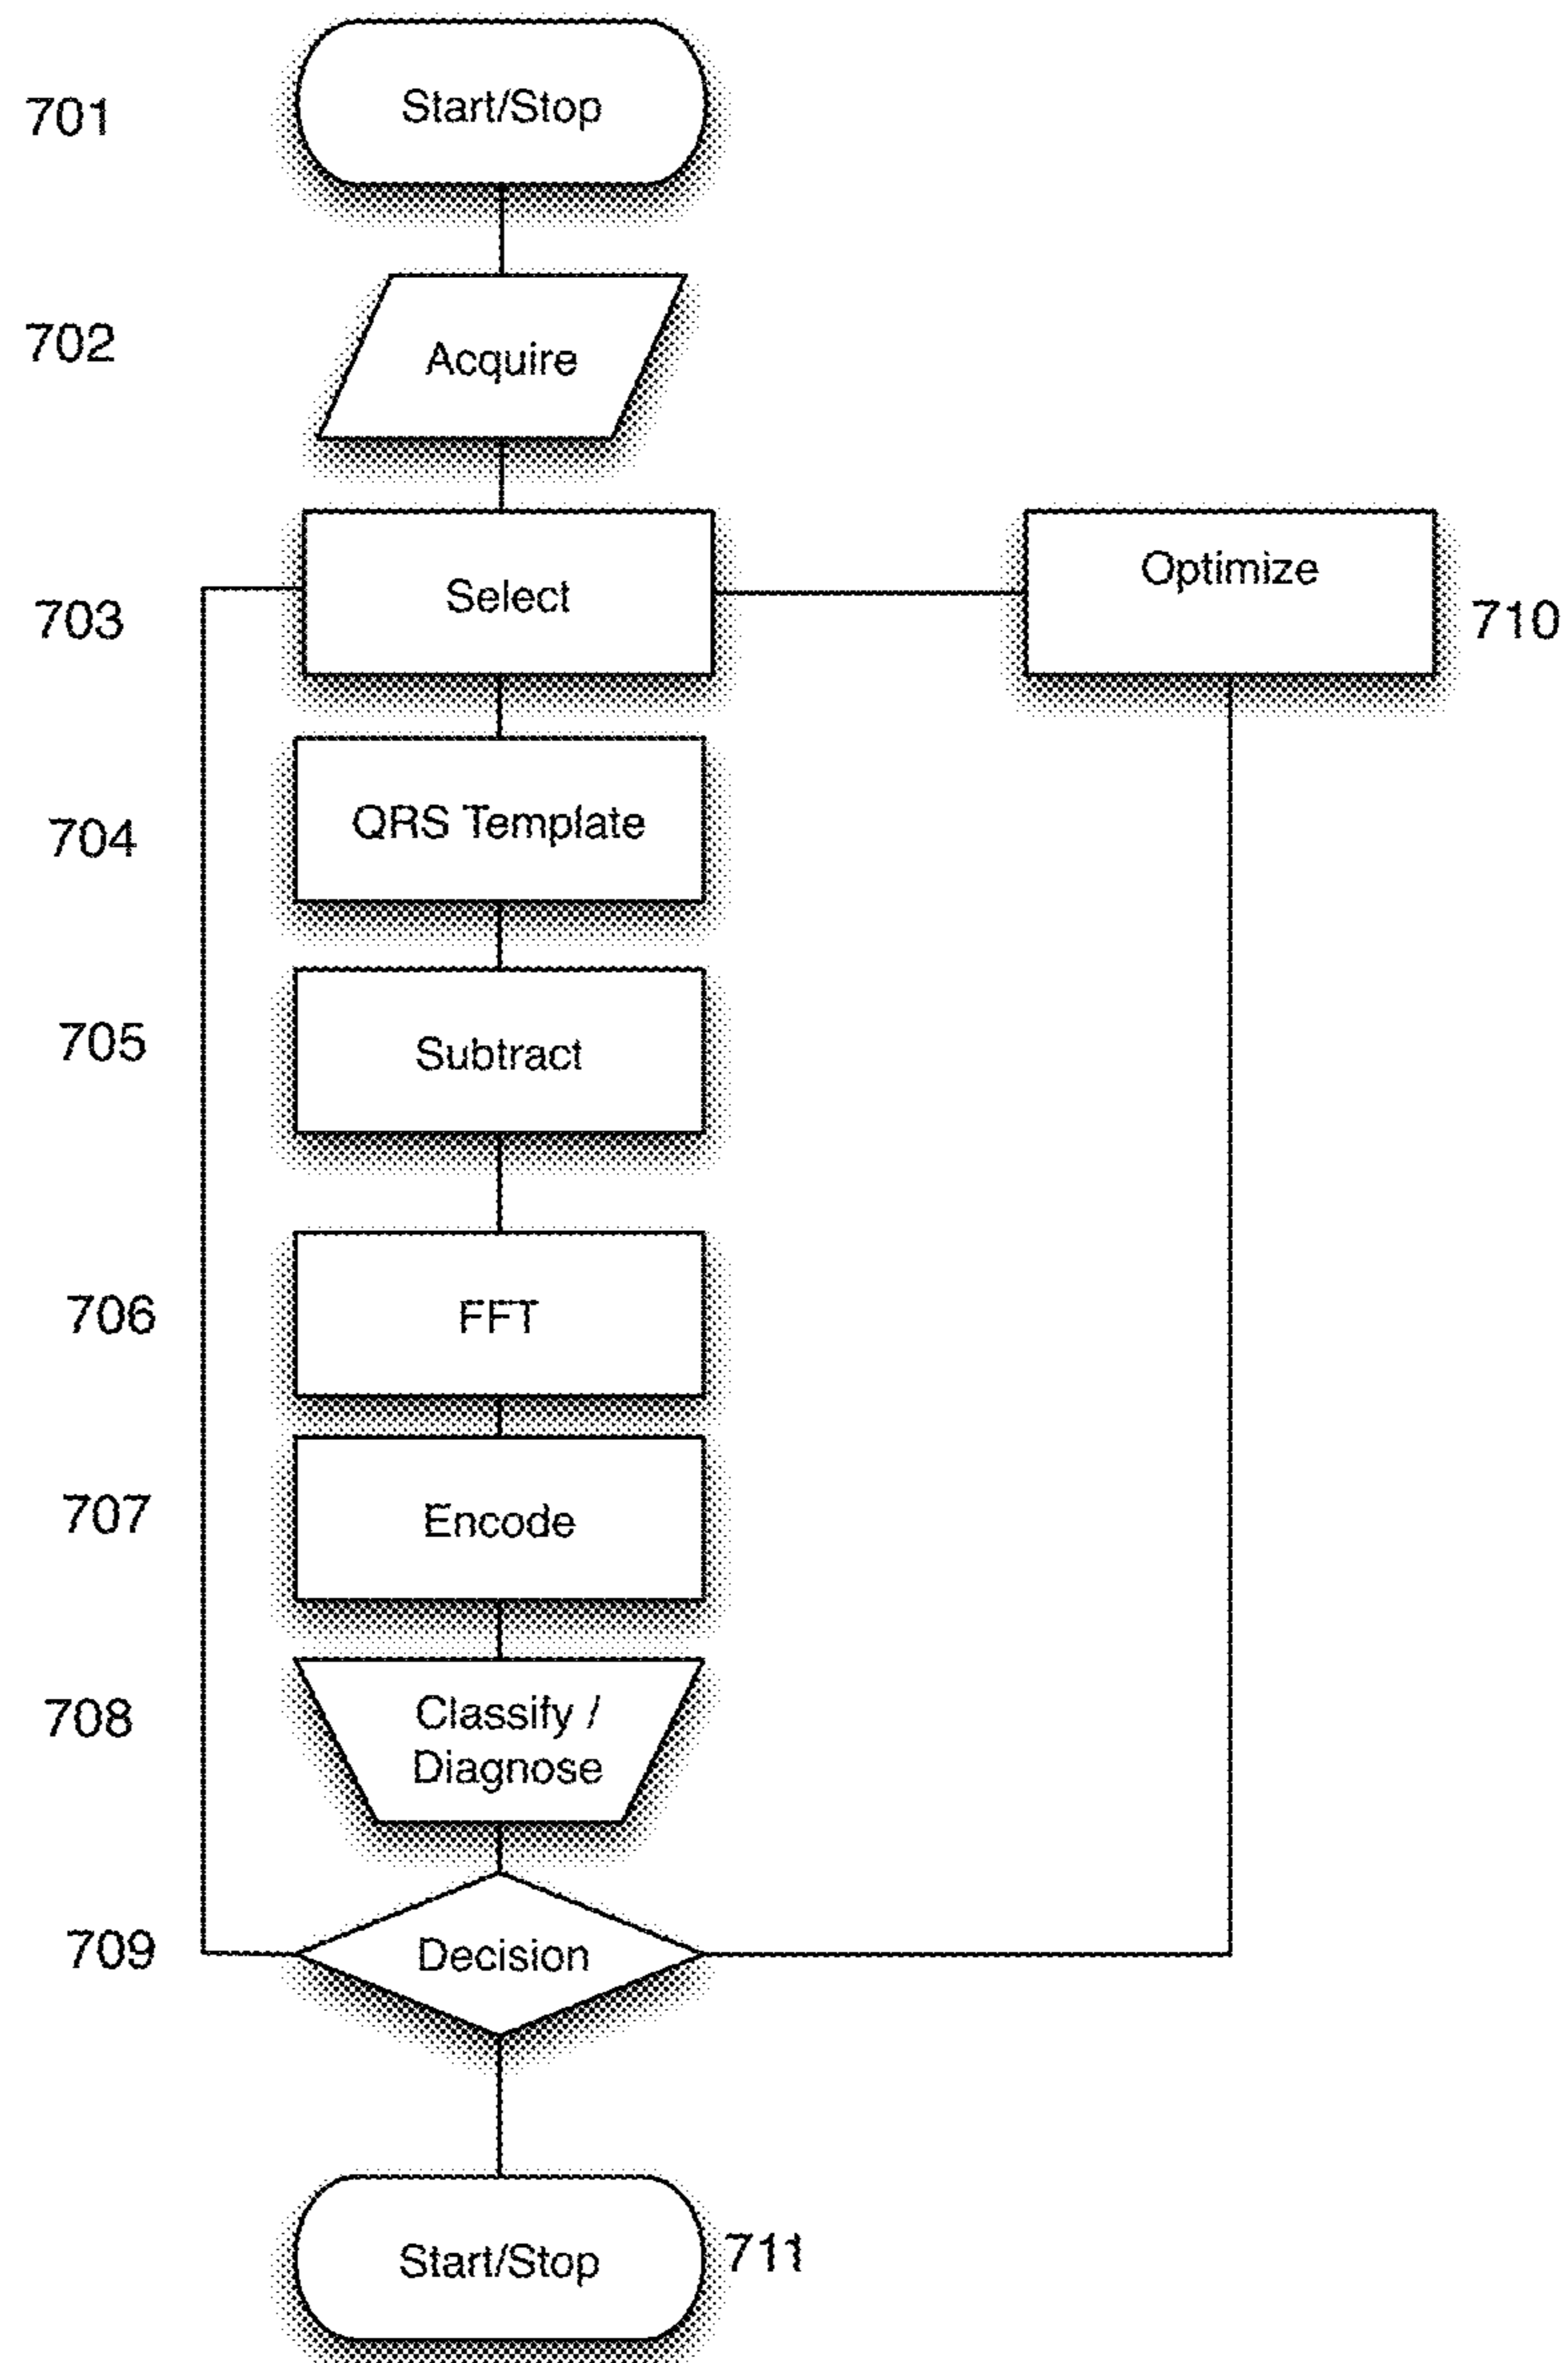 701
Start/Stop
702
Acquire
703
Select
Optimize
710
704
QRS Template
705
Subtract
706
FFT
707
Encode
708
Classify /
Diagnose
709
Decision
Start/Stop
711